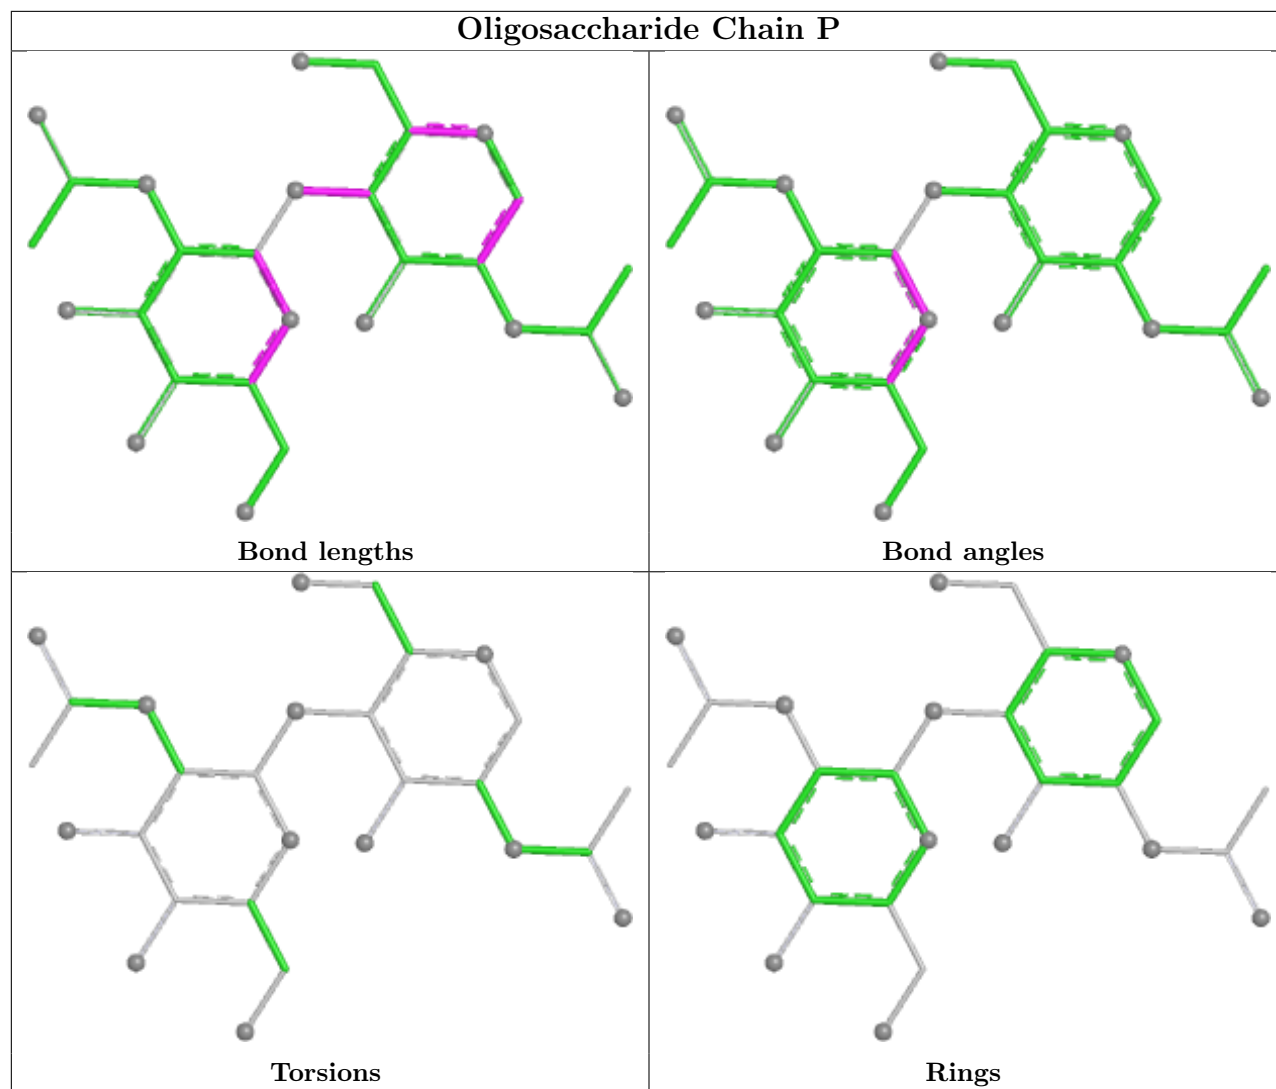 Oligosaccharide Chain P
Bond lengths
Bond angles
Torsions
Rings